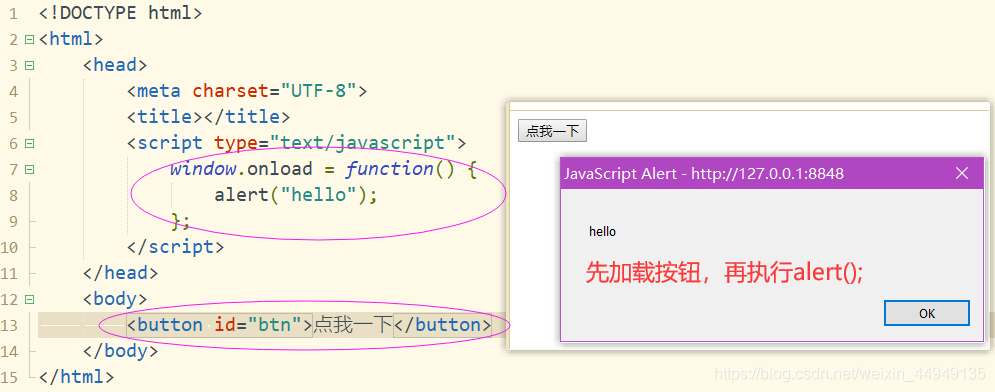 1 <!DOCTYPE html>
2 <html>
3 <head>
4 <meta charset="UTF-8">
5 <title></title>
6 <script type="text/javascript">
7 window.onload = function() {
8 alert("hello");
9 };
10 </script>
11 </head>
12 <body>
13 <button id="btn">点我一下</button>
14 </body>
15 </html>
点我一下
JavaScript Alert - http://127.0.0.1:8848
hello
先加载按钮，再执行alert();
OK
https://blog.csdn.net/weixin_44949135